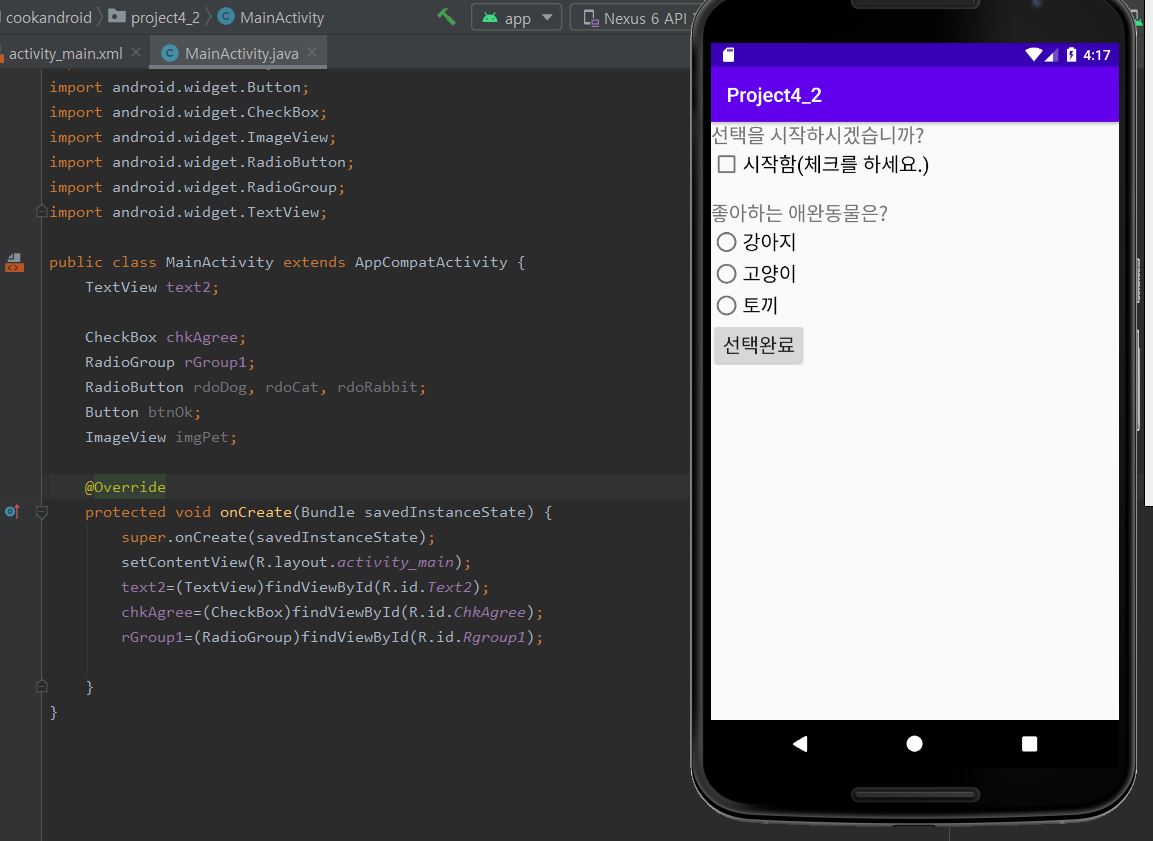 cookandroid project4_2 MainActivity
app Nexus 6 API
activity_main.xml MainActivity.java
import android.widget.Button;
import android.widget.CheckBox;
import android.widget.ImageView;
import android.widget.RadioButton;
import android.widget.RadioGroup;
import android.widget.TextView;
public class MainActivity extends AppCompatActivity {
TextView text2;
CheckBox chkAgree;
RadioGroup rGroup1;
RadioButton rdoDog, rdoCat, rdoRabbit;
Button btnOk;
ImageView imgPet;
@Override
protected void onCreate(Bundle savedInstanceState) {
super.onCreate(savedInstanceState);
setContentView(R.layout.activity_main);
text2=(TextView)findViewById(R.id.Text2);
chkAgree=(CheckBox)findViewById(R.id.ChkAgree);
rGroup1=(RadioGroup)findViewById(R.id.Rgroup1);
}
}
4:17
Project4_2
선택을 시작하시겠습니까?
시작함(체크를 하세요.)
좋아하는 애완동물은?
강아지
고양이
토끼
선택완료